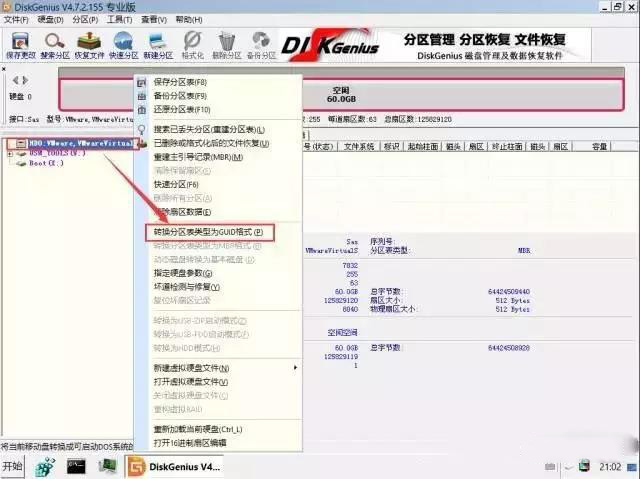 DiskGenius V4.7.2.155 专业版
文件(F) 硬盘(D) 分区(P) 工具(T) 查看(V) 帮助(H)
保存更改 搜索分区 恢复文件 快速分区 新建分区 格式化 删除分区 备份分区
DISKGenius
分区管理 分区恢复 文件恢复
DiskGenius 磁盘管理及数据恢复软件
硬盘 0
空闲
60.0GB
接口:Sas 型号:VMware,VMwareVirtualS
:255 每道扇区数:63 总扇区数:125829120
HD0:VMware,VMwareVirtual
USM_TOOLS(V:)
Boot(X:)
保存分区表(F8)
备份分区表(F9)
还原分区表(F10)
搜索已丢失分区(重建分区表)(L)
已删除或格式化后的文件恢复(U)
重建主引导记录(MBR)(M)
清除保留扇区
快速分区(F6)
删除所有分区(A)
除扇区数据(E)
转换分区表类型为GUID格式(P)
转换分区表类型为MBR格式
动态磁盘转换为基本磁盘
指定硬盘参数(G)
坏道检测与修复(Y)
复位坏扇区记录
转换为USB-ZIP启动模式(Z)
转换为USB-FDD启动模式(F)
转换为HDD模式(H)
新建虚拟硬盘文件(N)
打开虚拟硬盘文件(V)
关闭虚拟硬盘文件
重构虚拟RAID
重新加载当前硬盘(Ctrl_L)
打开16进制扇区编辑
号(状态) 文件系统 标识 起始柱面 磁头 扇区 终止柱面 磁头 扇区 容量
Sas 序列号:
VMwareVirtualS 分区表类型: MBR
7832
255
63
60.0GB 总字节数: 64424509440
125829120 扇区大小: 512 Bytes
8040 物理扇区大小: 512 Bytes
空闲空间
60.0GB 总字节数: 64424508928
125829119
1
将当前移动盘转换成可启动DOS系统的
开始
DiskGenius V4...
21:02